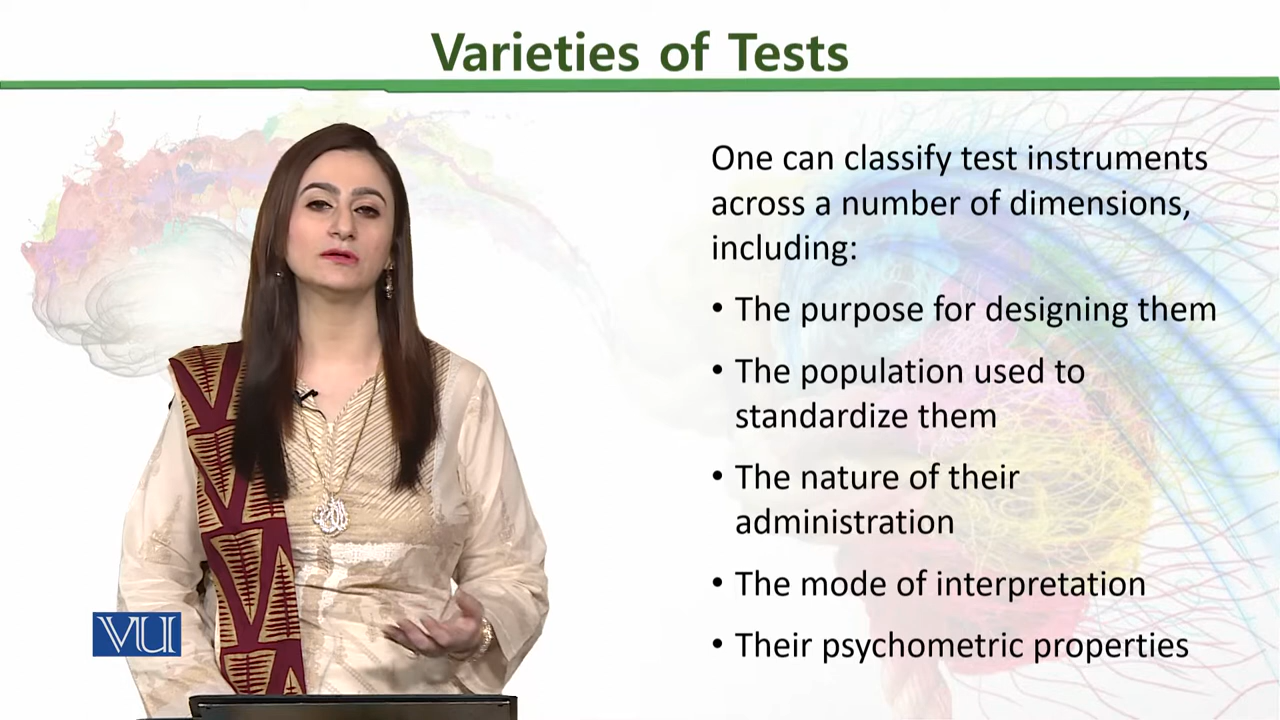 Varieties of Tests
One can classify test instruments
across a number of dimensions,
including:
• The purpose for designing them
• The population used to
standardize them
• The nature of their
administration
• The mode of interpretation
• Their psychometric properties
VU